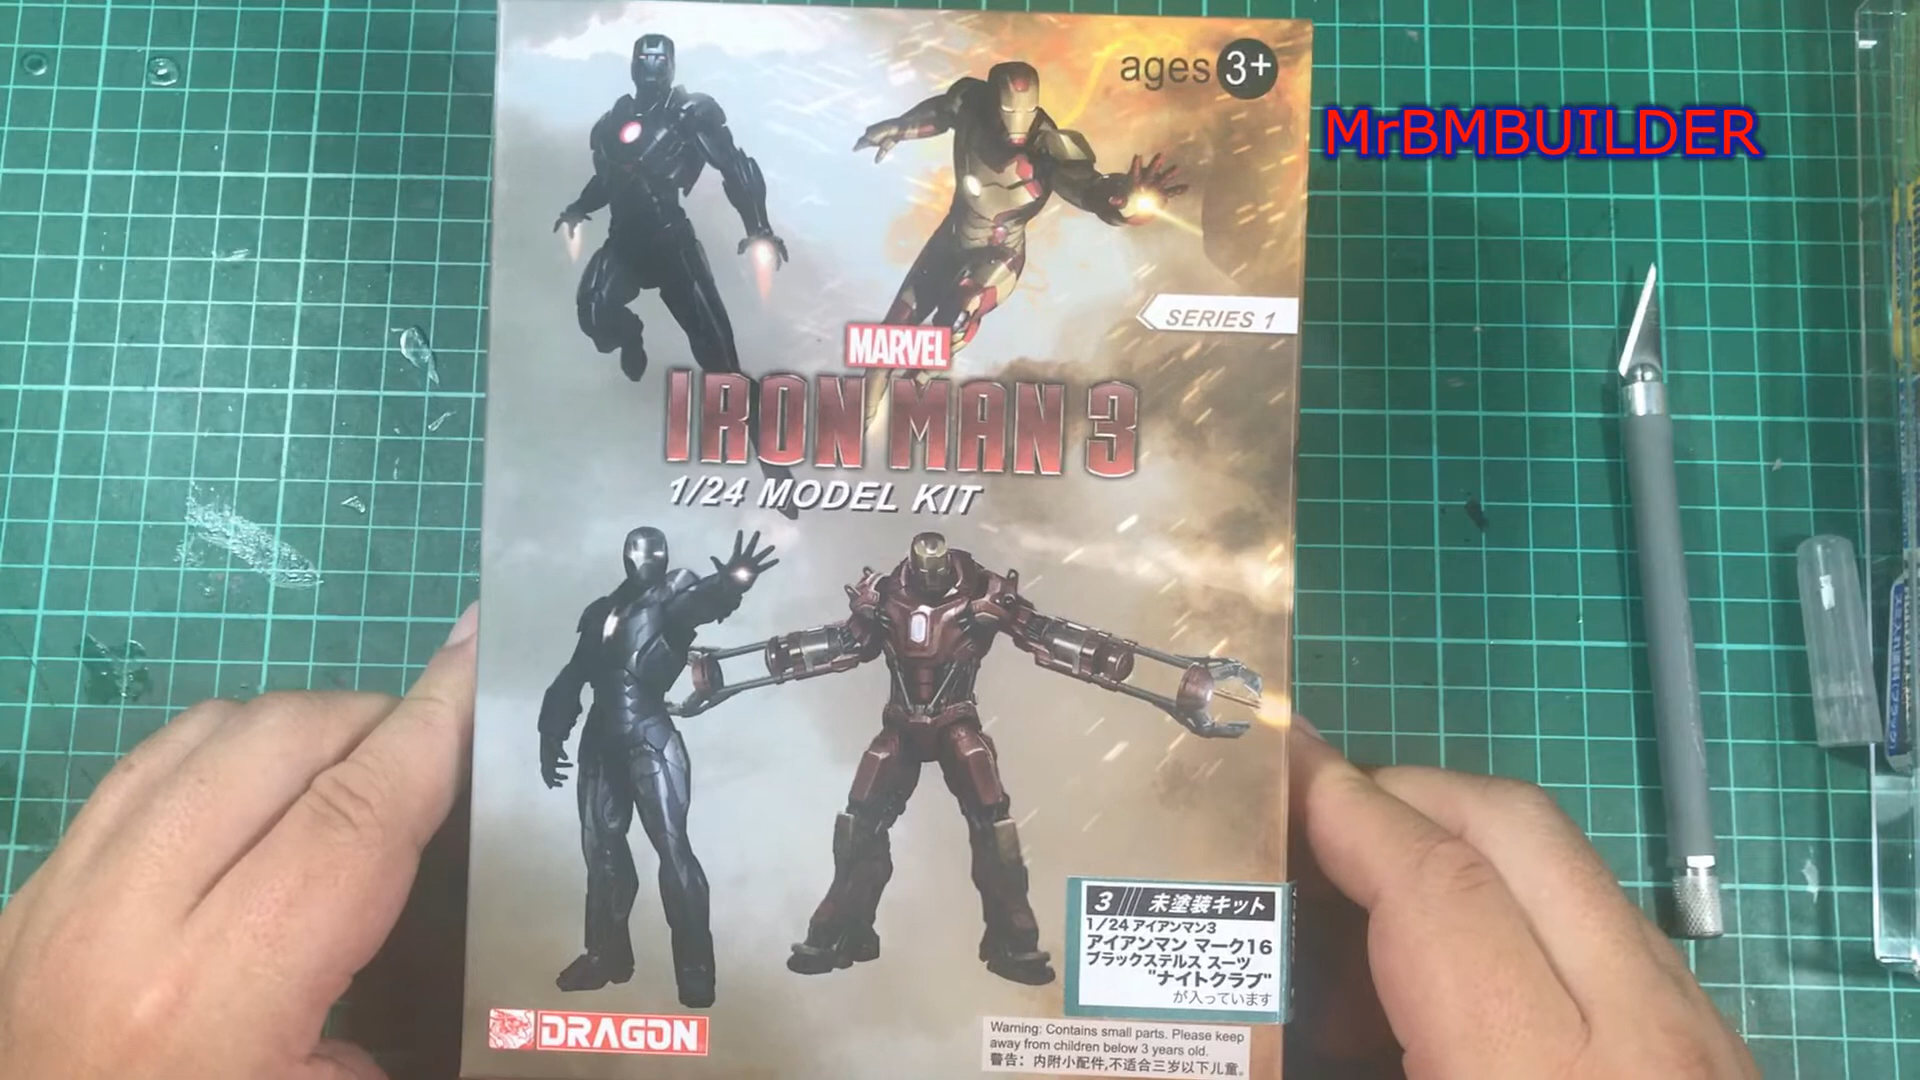 ages 3+
MrBMBUILDER
SERIES 1
MARVEL
IRON MAN 3
1/24 MODEL KIT
3 未塗装キット
1/24 アイアンマン3
アイアンマン マーク16
ブラックステルス スーツ
"ナイトクラブ"
が入っています
DRAGON
Warning: Contains small parts. Please keep
away from children below 3 years old.
警告：内附小配件,不适合三岁以下儿童。